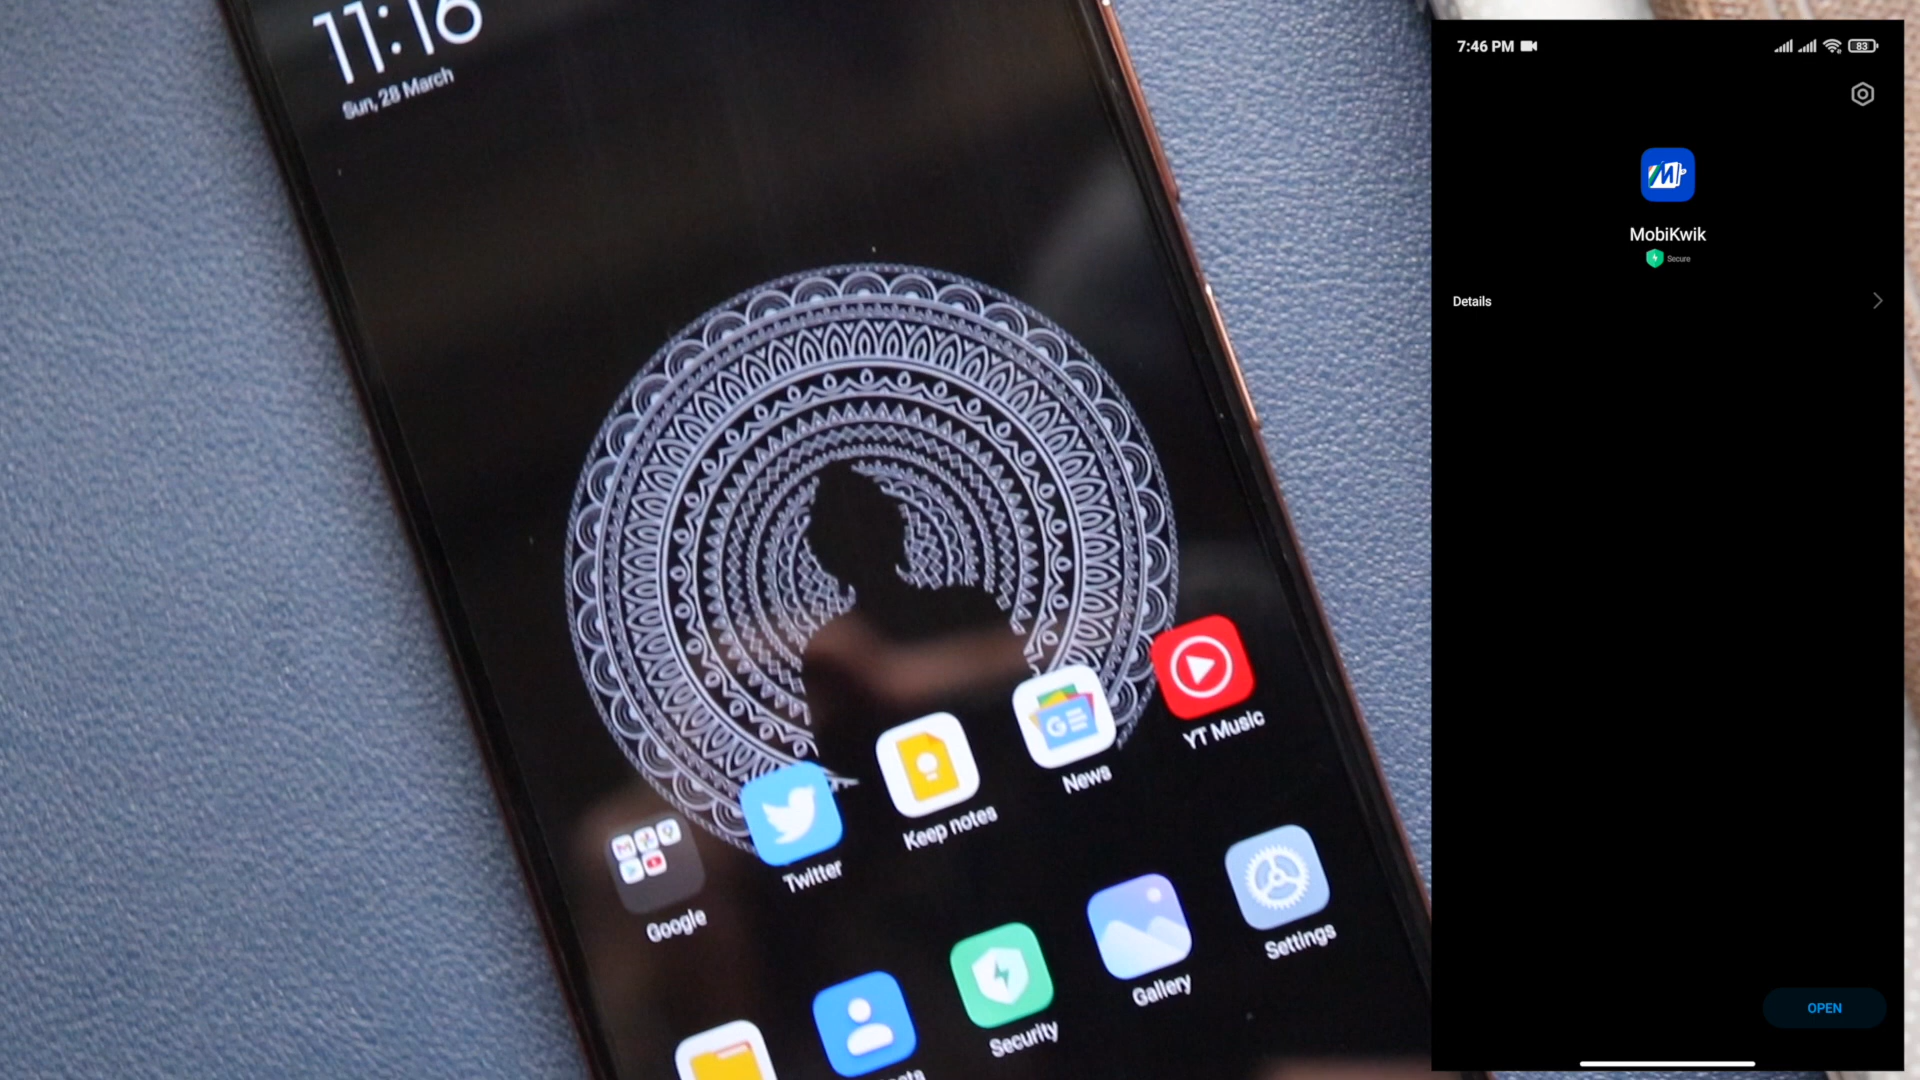 11:16
Sun, 28 March
Google
Twitter
Keep notes
News
YT Music
Security
Gallery
Settings
7:46 PM
83
MobiKwik
Secure
Details
OPEN